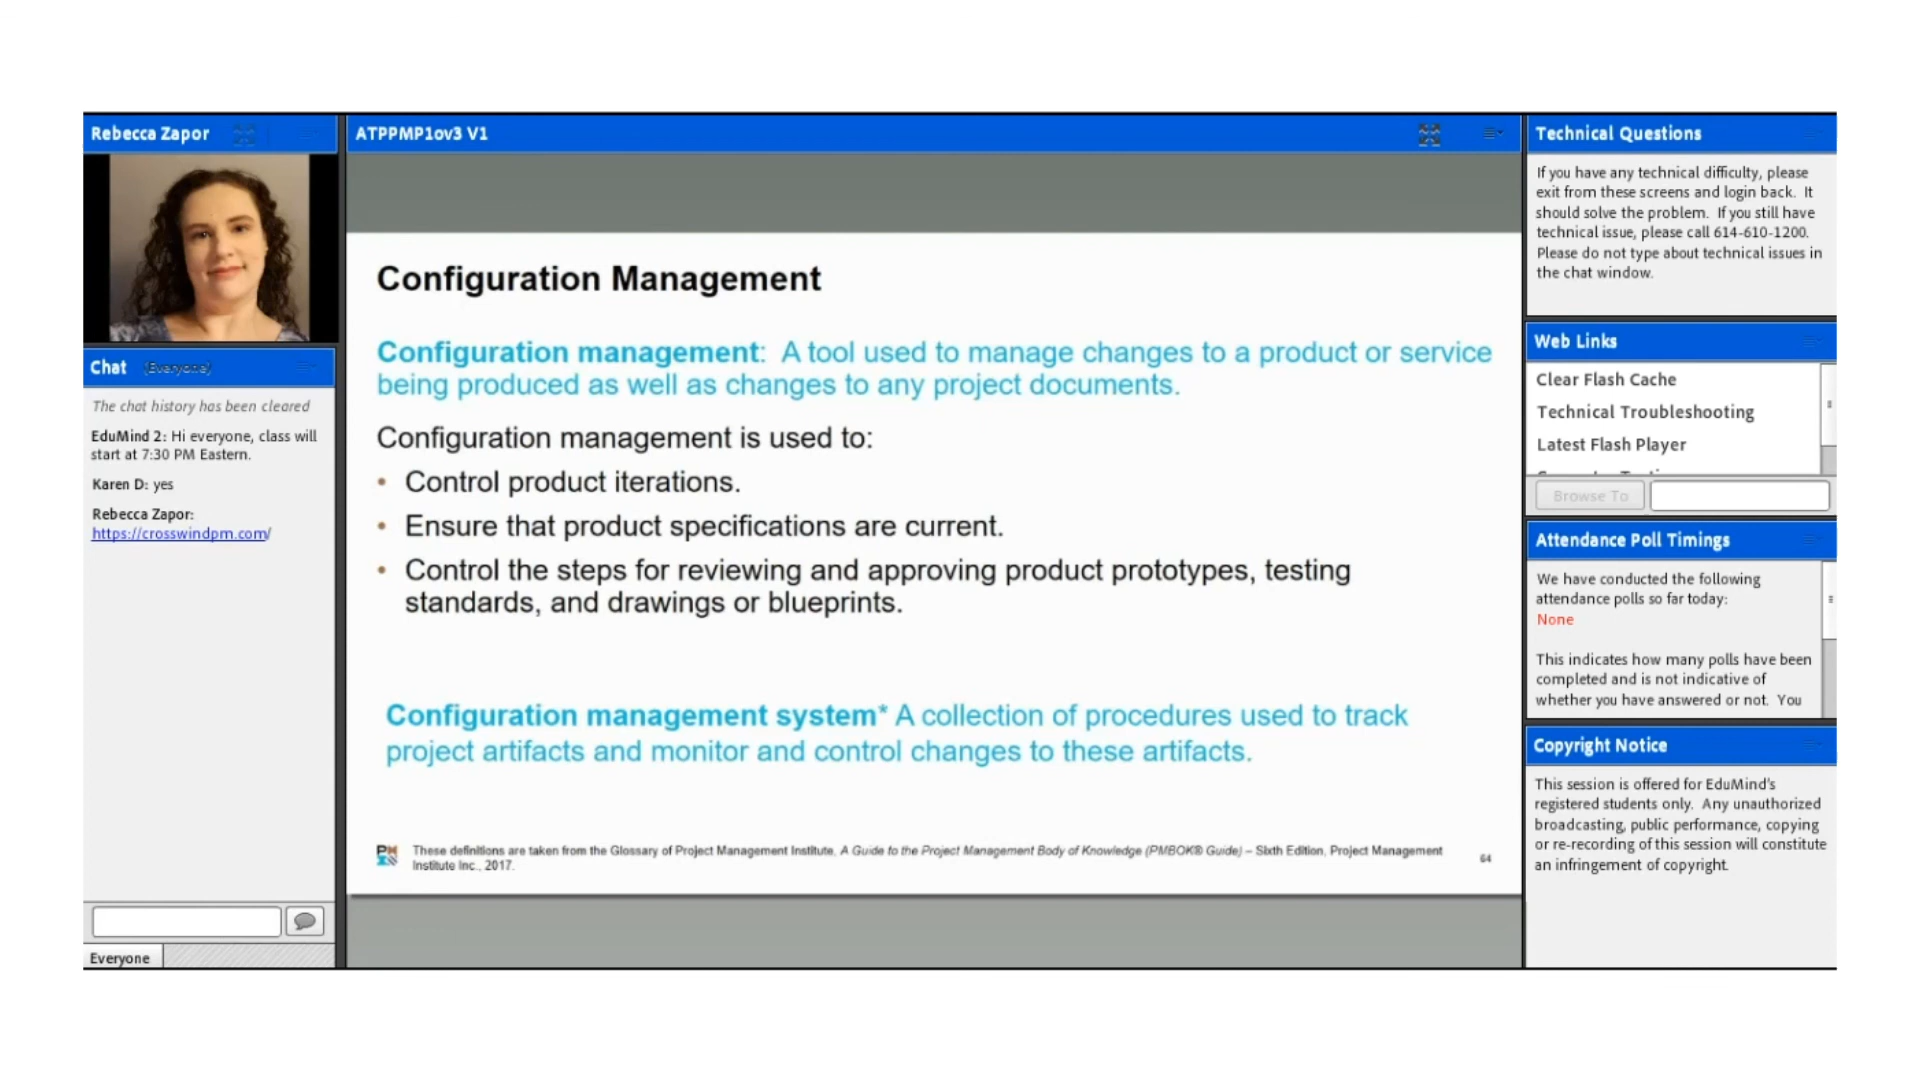 Rebecca Zapor
Chat (Everyone)
The chat history has been cleared
EduMind 2: Hi everyone, class will
start at 7:30 PM Eastern.
Karen D: yes
Rebecca Zapor:
https://crosswindpm.com/
Everyone
ATPPMP1ov3 V1
Configuration Management
Configuration management: A tool used to manage changes to a product or service
being produced as well as changes to any project documents.
Configuration management is used to:
• Control product iterations.
• Ensure that product specifications are current.
• Control the steps for reviewing and approving product prototypes, testing
standards, and drawings or blueprints.
Configuration management system* A collection of procedures used to track
project artifacts and monitor and control changes to these artifacts.
These definitions are taken from the Glossary of Project Management Institute, A Guide to the Project Management Body of Knowledge (PMBOK® Guide) – Sixth Edition, Project Management
Institute Inc., 2017.
64
Technical Questions
If you have any technical difficulty, please
exit from these screens and login back. It
should solve the problem. If you still have
technical issue, please call 614-610-1200.
Please do not type about technical issues in
the chat window.
Web Links
Clear Flash Cache
Technical Troubleshooting
Latest Flash Player
Browse To
Attendance Poll Timings
We have conducted the following
attendance polls so far today:
None
This indicates how many polls have been
completed and is not indicative of
whether you have answered or not. You
Copyright Notice
This session is offered for EduMind's
registered students only. Any unauthorized
broadcasting, public performance, copying
or re-recording of this session will constitute
an infringement of copyright.